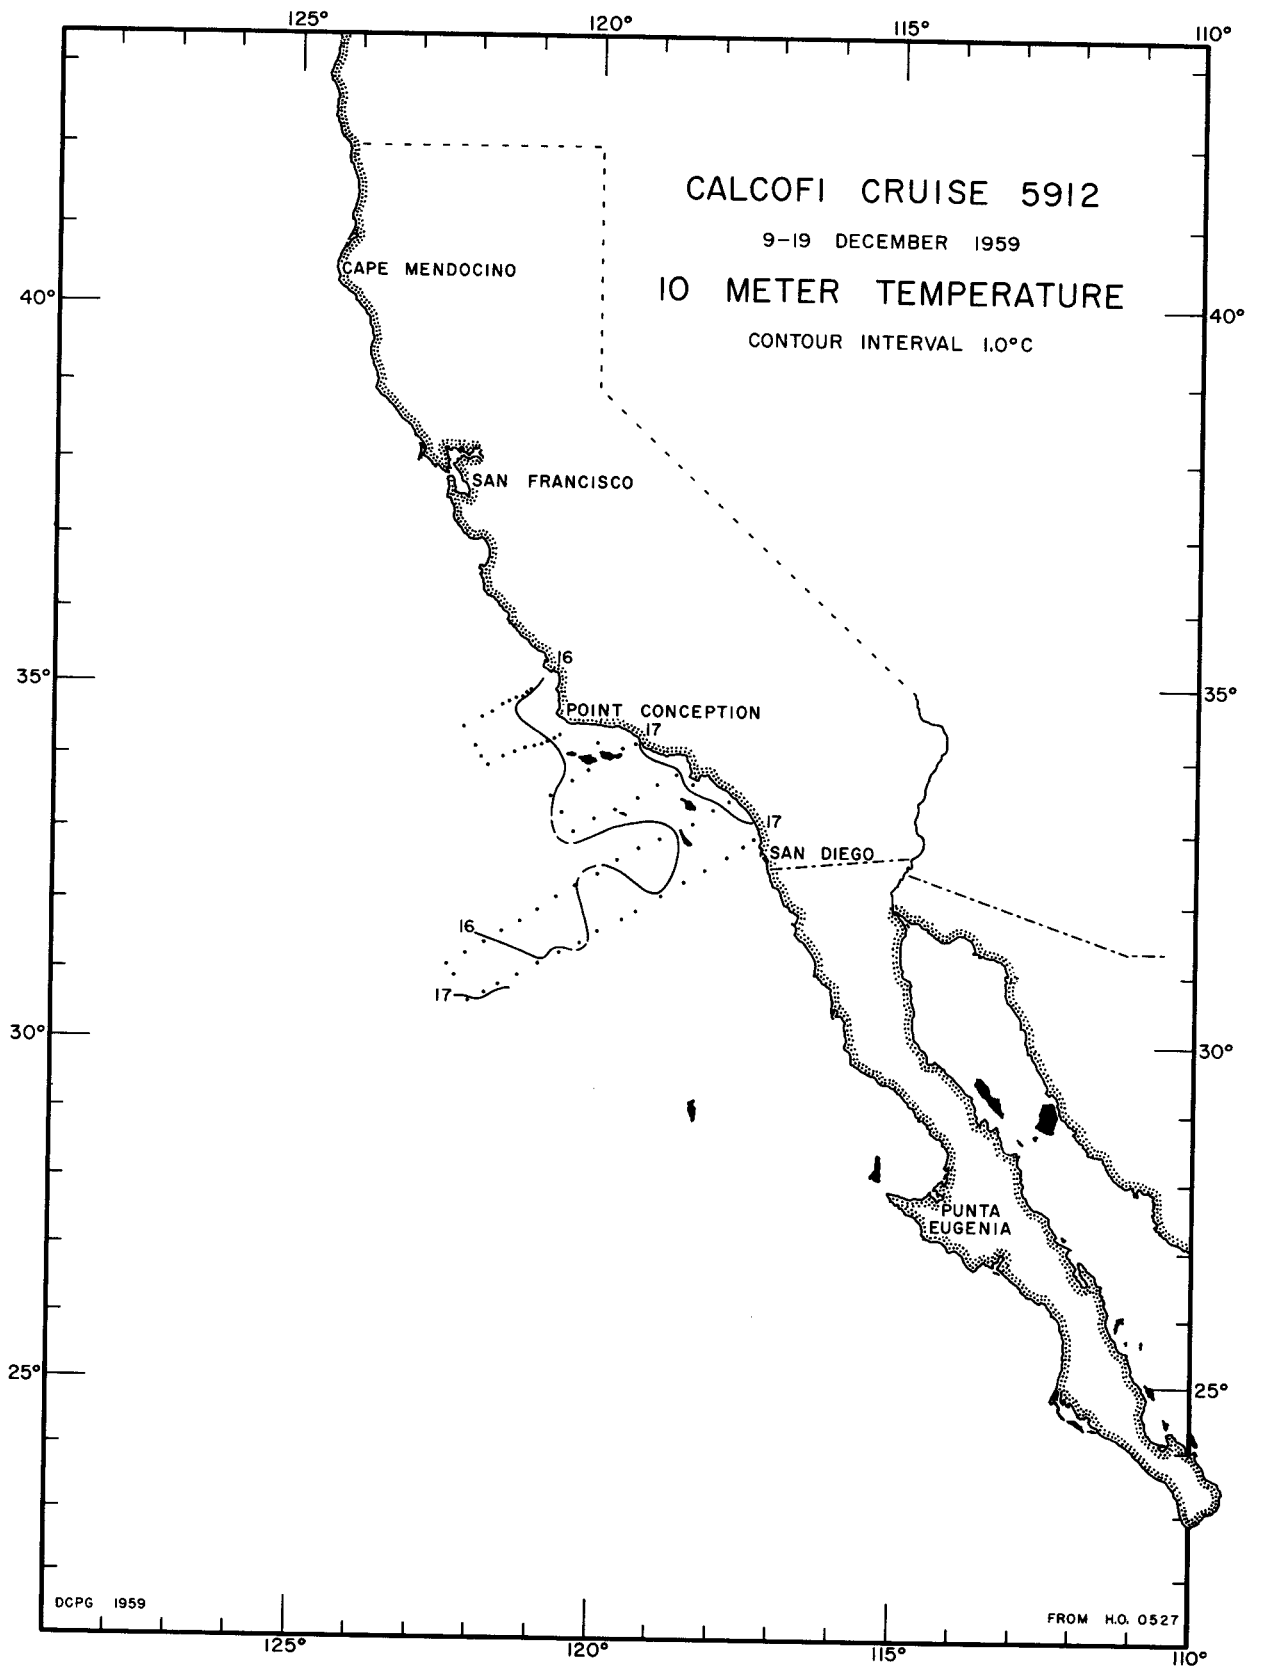 125° 120° 115° 110°
CALCOFI CRUISE 5912
9-19 DECEMBER 1959
10 METER TEMPERATURE
CONTOUR INTERVAL 1.0°C
CAPE MENDOCINO
40° 40°
SAN FRANCISCO
16
35° 35°
POINT CONCEPTION
17
17
SAN DIEGO
16
17
30° 30°
PUNTA
EUGENIA
25° 25°
DCPG 1959
FROM H.O. 0527
125° 120° 115° 110°